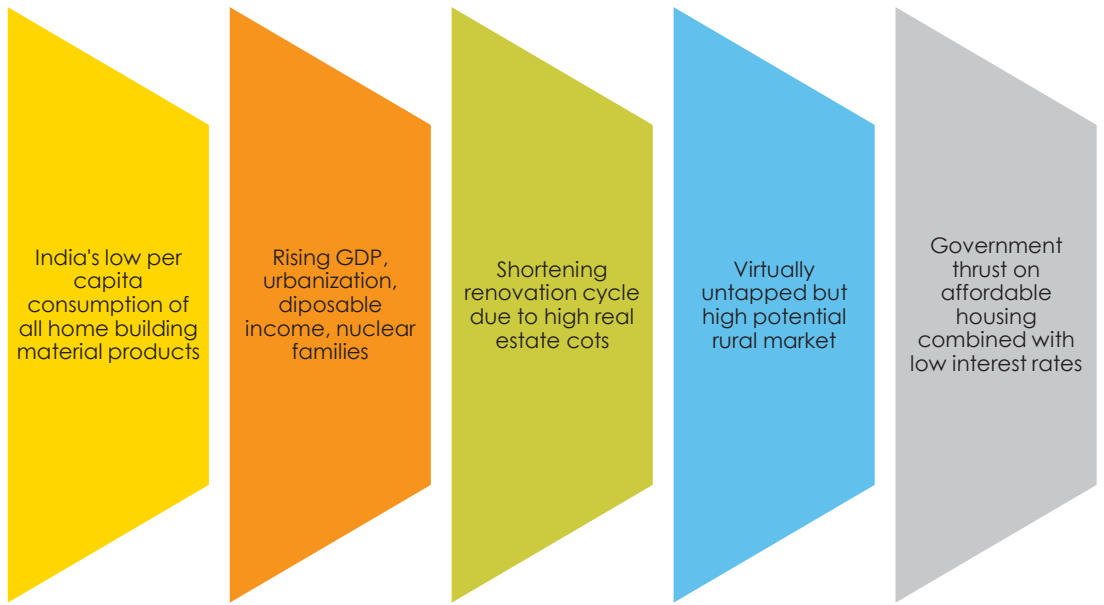 India's low per
capita
consumption of
all home building
material products
Rising GDP,
urbanization,
diposable
income, nuclear
families
Shortening
renovation cycle
due to high real
estate cots
Virtually
untapped but
high potential
rural market
Government
thrust on
affordable
housing
combined with
low interest rates